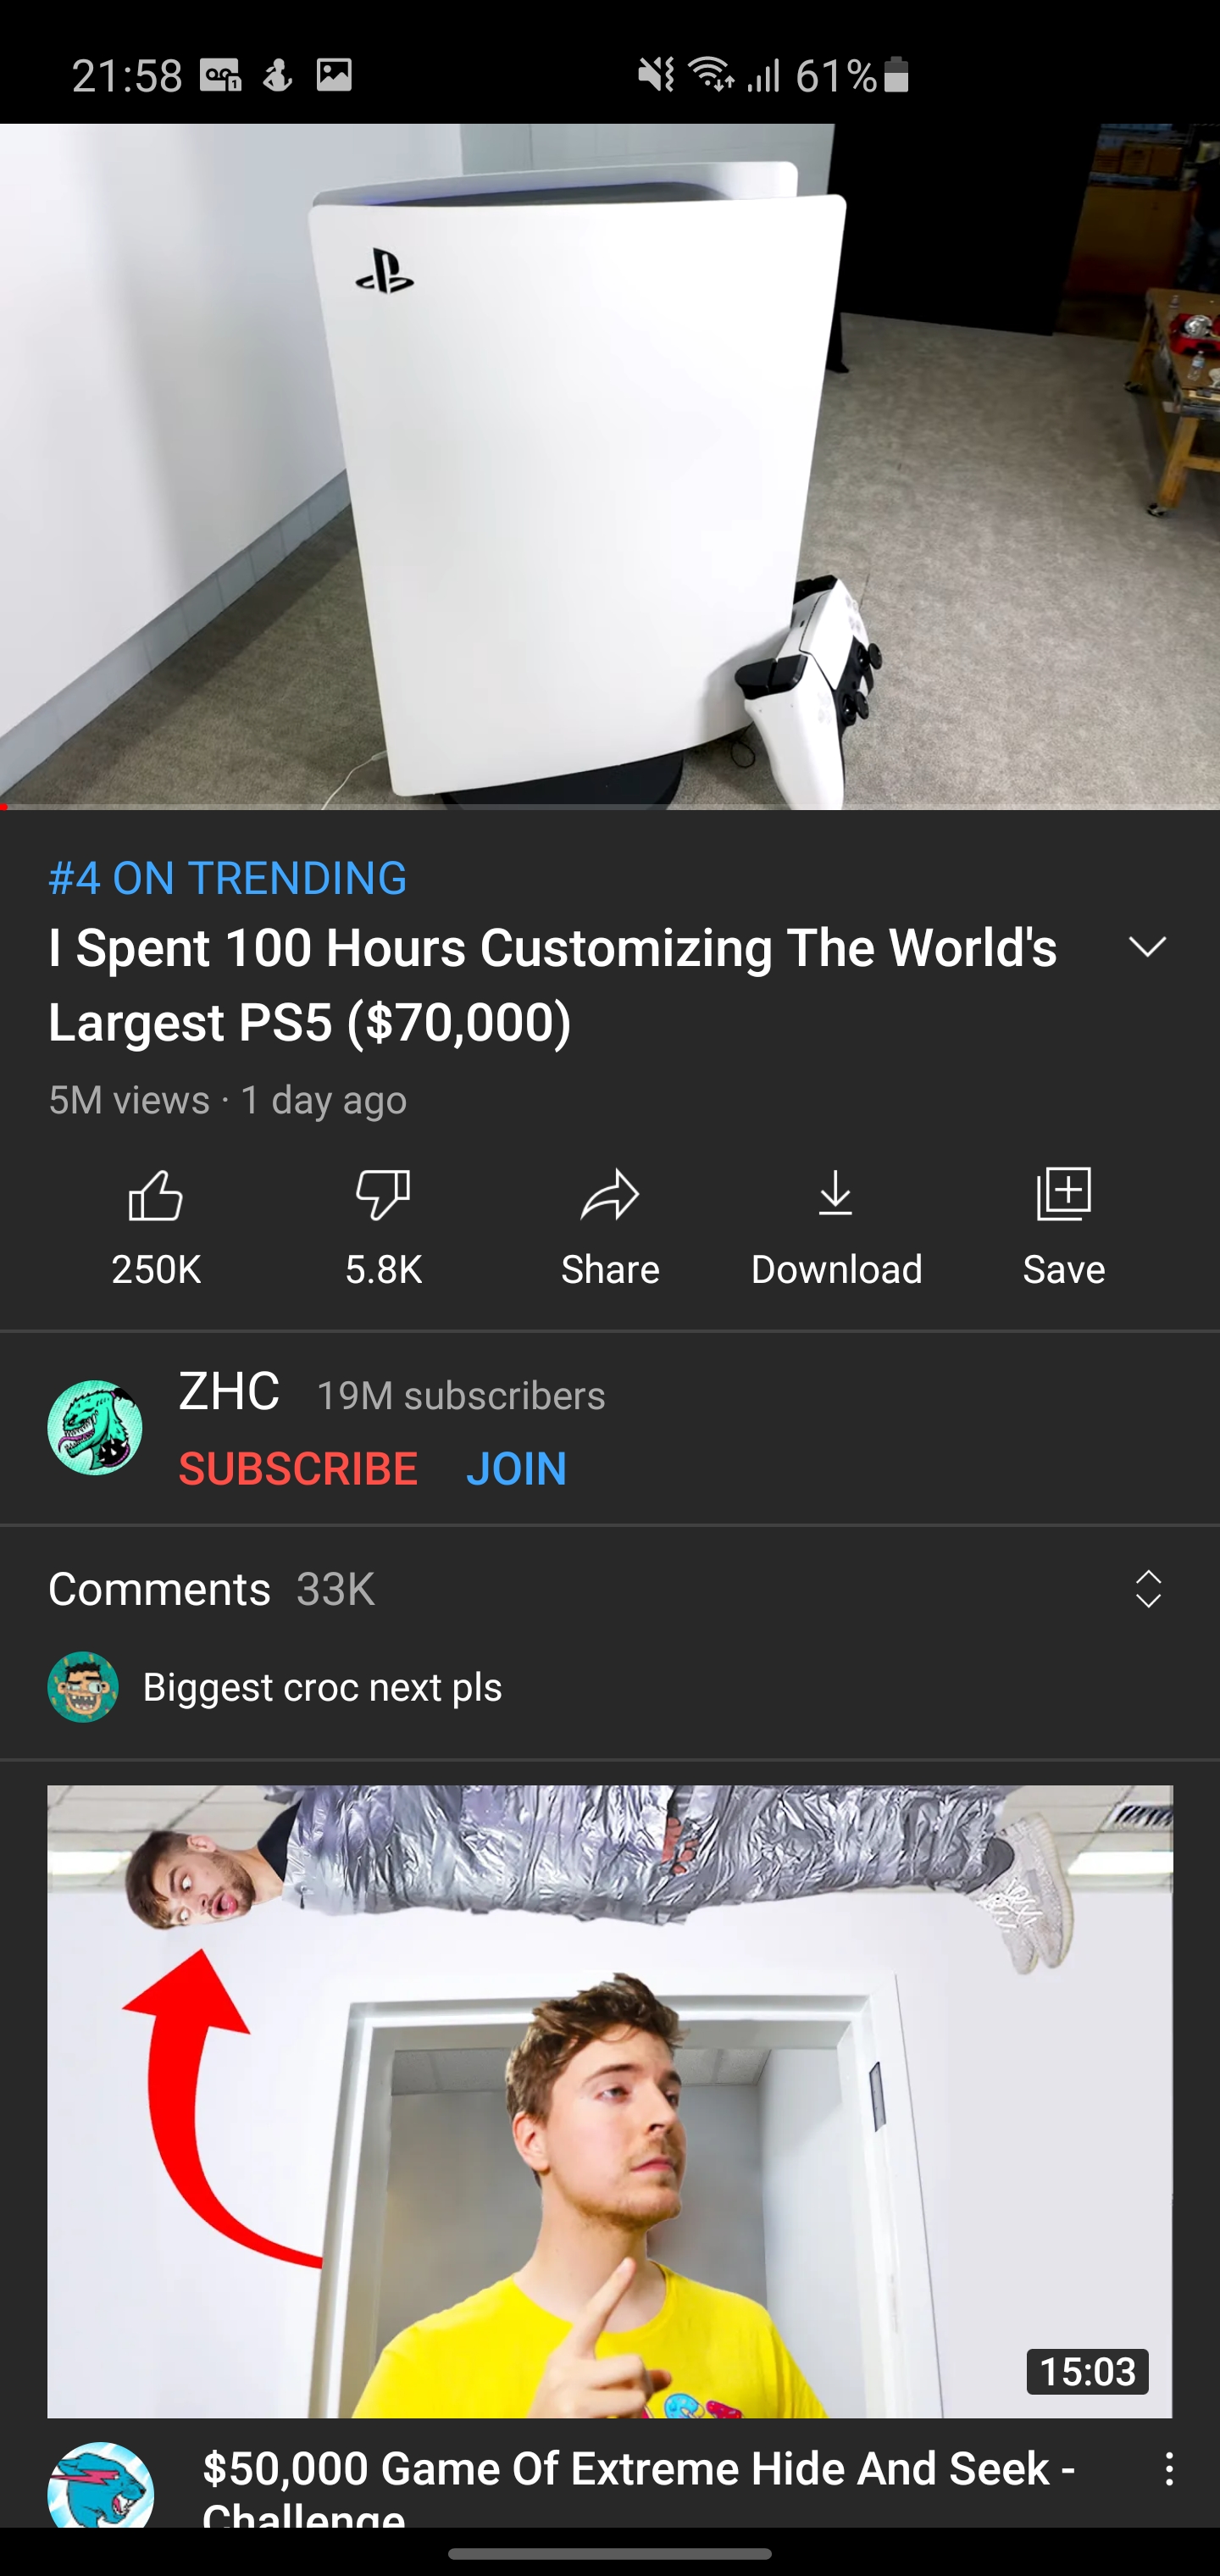 21:58
61%
#4 ON TRENDING
I Spent 100 Hours Customizing The World's
Largest PS5 ($70,000)
5M views · 1 day ago
250K
5.8K
Share
Download
Save
ZHC 19M subscribers
SUBSCRIBE JOIN
Comments 33K
Biggest croc next pls
15:03
$50,000 Game Of Extreme Hide And Seek -
Challenge